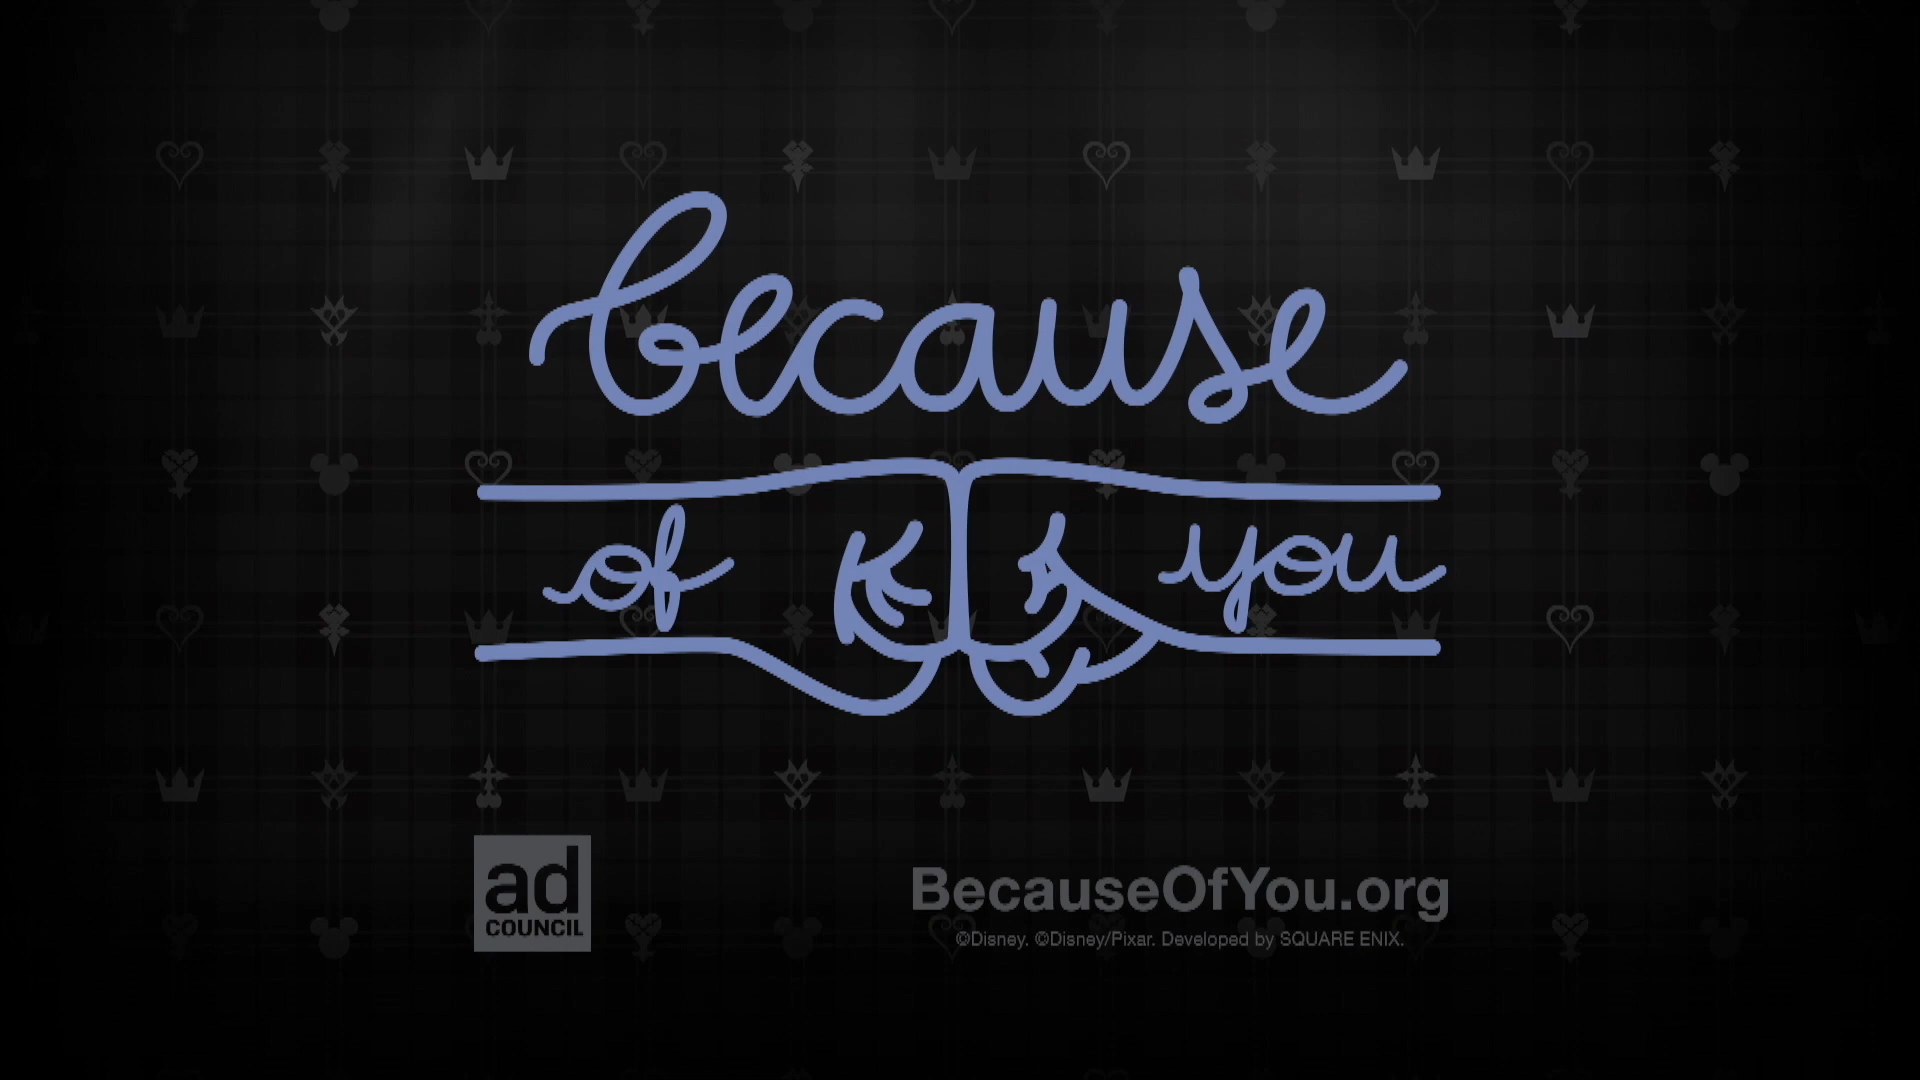 because
of you
ad
COUNCIL
BecauseOfYou.org
©Disney. ©Disney/Pixar. Developed by SQUARE ENIX.